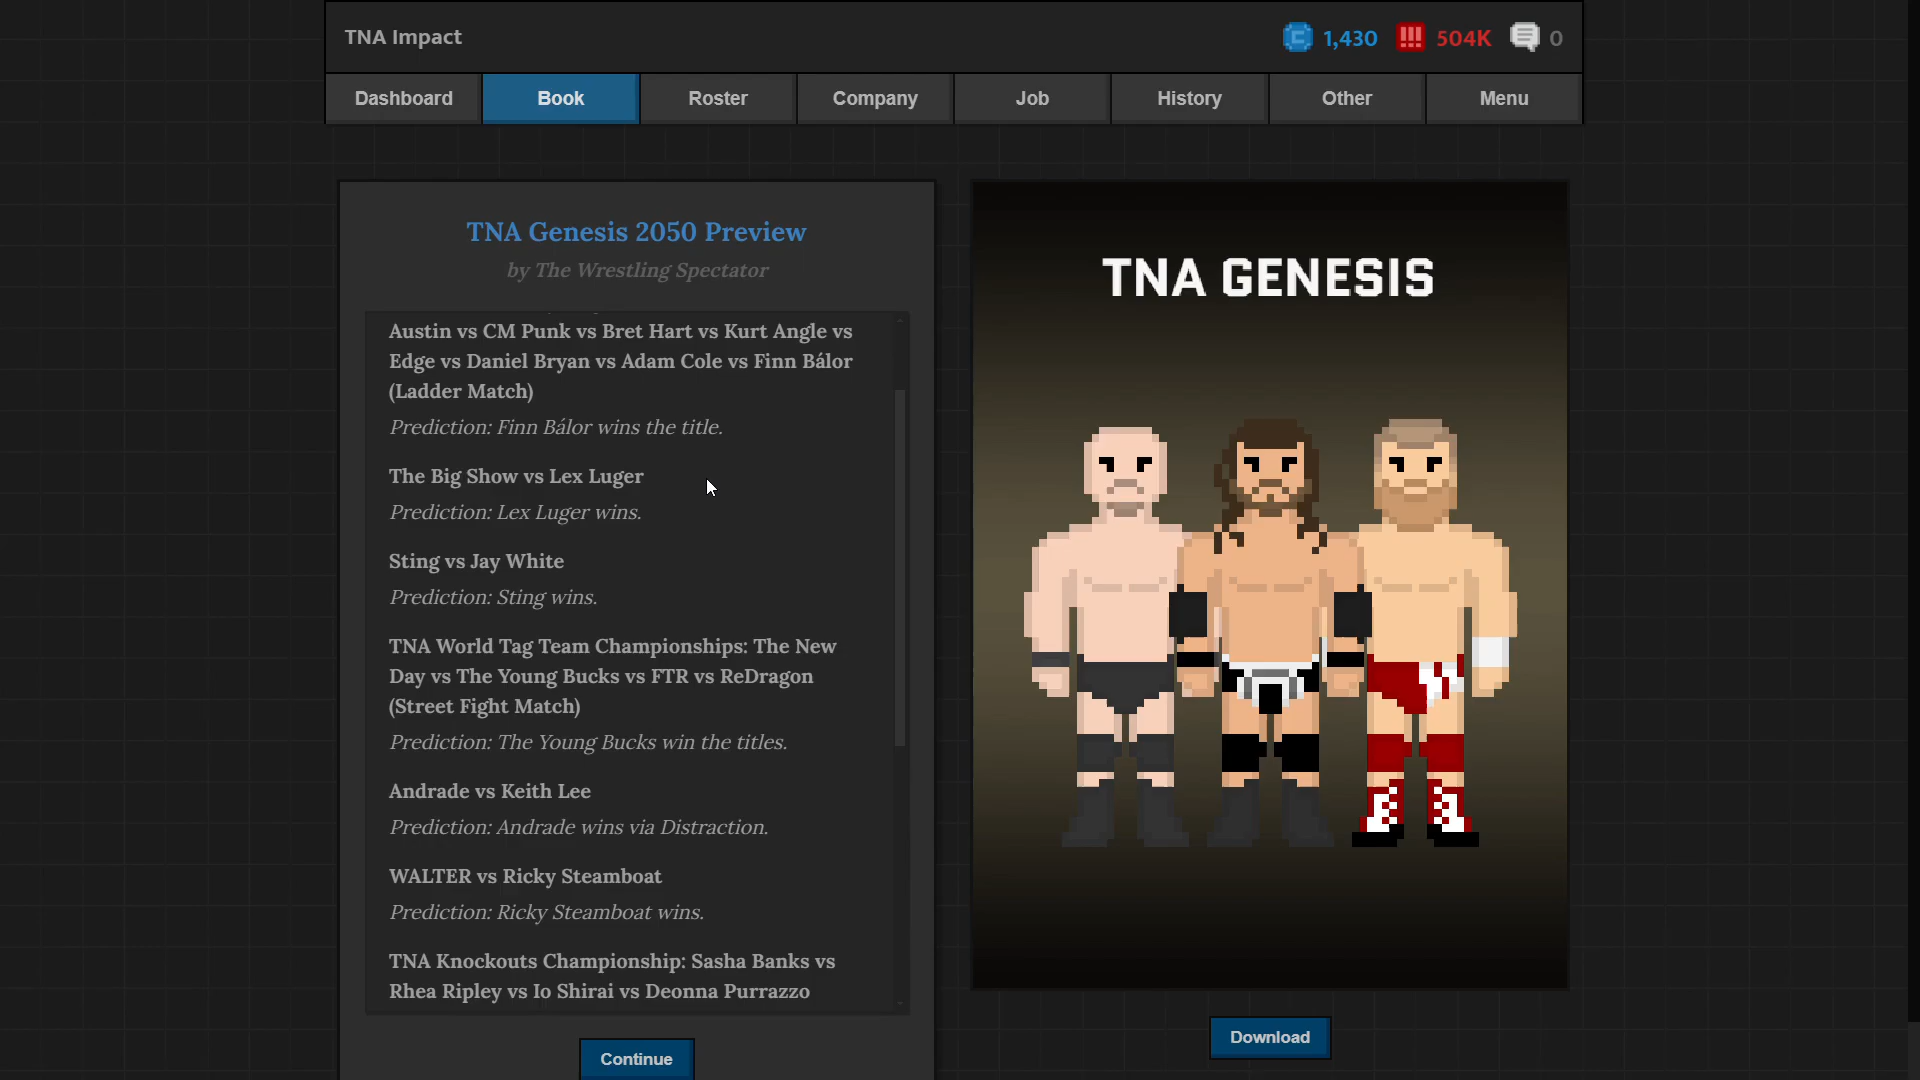 TNA Impact
1,430
504K
0
Dashboard
Book
Roster
Company
Job
History
Other
Menu
TNA Genesis 2050 Preview
by The Wrestling Spectator
Austin vs CM Punk vs Bret Hart vs Kurt Angle vs
Edge vs Daniel Bryan vs Adam Cole vs Finn Bálor
(Ladder Match)
Prediction: Finn Bálor wins the title.
The Big Show vs Lex Luger
Prediction: Lex Luger wins.
Sting vs Jay White
Prediction: Sting wins.
TNA World Tag Team Championships: The New
Day vs The Young Bucks vs FTR vs ReDragon
(Street Fight Match)
Prediction: The Young Bucks win the titles.
Andrade vs Keith Lee
Prediction: Andrade wins via Distraction.
WALTER vs Ricky Steamboat
Prediction: Ricky Steamboat wins.
TNA Knockouts Championship: Sasha Banks vs
Rhea Ripley vs Io Shirai vs Deonna Purrazzo
Continue
TNA GENESIS
Download